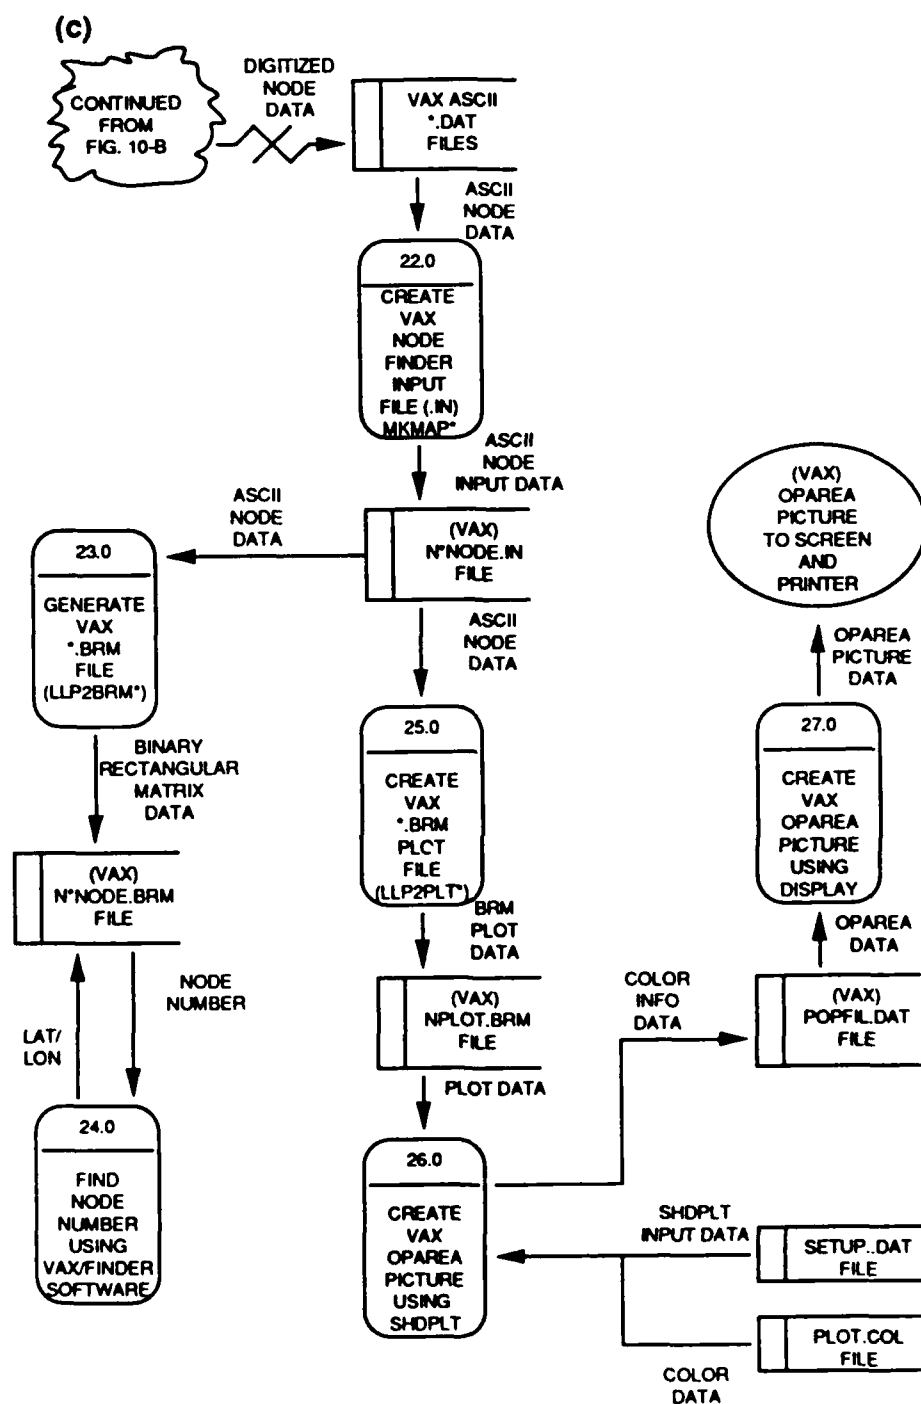 (c)
CONTINUED
FROM
FIG. 10-B
DIGITIZED
NODE
DATA
VAX ASCII
*.DAT
FILES
ASCII
NODE
DATA
22.0
CREATE
VAX
NODE
FINDER
INPUT
FILE (.IN)
MKMAP*
ASCII
NODE
INPUT DATA
(VAX)
N*NODE.IN
FILE
ASCII
NODE
DATA
23.0
GENERATE
VAX
*.BRM
FILE
(LLP2BRM*)
BINARY
RECTANGULAR
MATRIX
DATA
(VAX)
N*NODE.BRM
FILE
LAT/
LON
NODE
NUMBER
24.0
FIND
NODE
NUMBER
USING
VAX/FINDER
SOFTWARE
ASCII
NODE
DATA
25.0
CREATE
VAX
*.BRM
PLCT
FILE
(LLP2PLT*)
BRM
PLOT
DATA
(VAX)
NPLOT.BRM
FILE
PLOT DATA
26.0
CREATE
VAX
OPAREA
PICTURE
USING
SHDPLT
COLOR
INFO
DATA
SHDPLT
INPUT DATA
SETUP..DAT
FILE
PLOT.COL
FILE
COLOR
DATA
(VAX)
POPFIL.DAT
FILE
OPAREA DATA
27.0
CREATE
VAX
OPAREA
PICTURE
USING
DISPLAY
OPAREA
PICTURE
DATA
(VAX)
OPAREA
PICTURE
TO SCREEN
AND
PRINTER